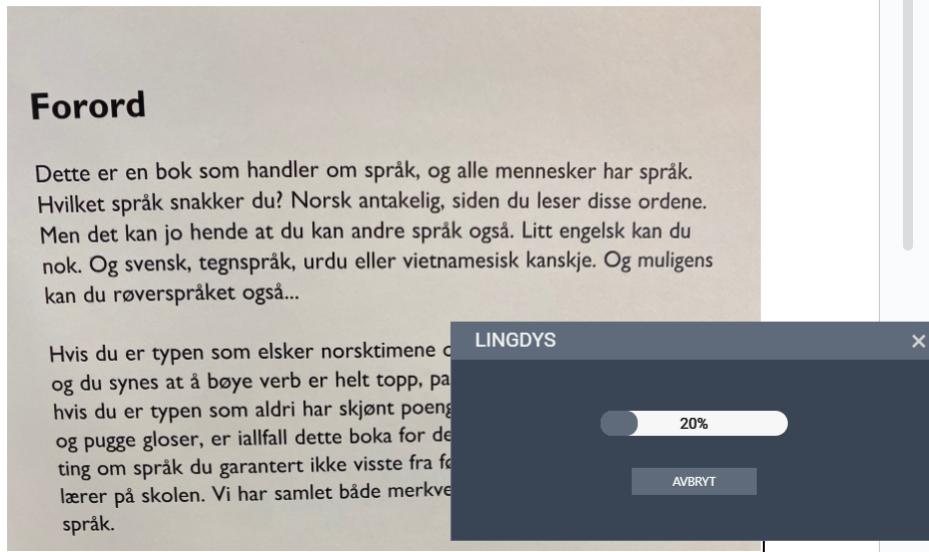 Forord
Dette er en bok som handler om språk, og alle mennesker har språk.
Hvilket språk snakker du? Norsk antakelig, siden du leser disse ordene.
Men det kan jo hende at du kan andre språk også. Litt engelsk kan du
nok. Og svensk, tegnspråk, urdu eller vietnamesisk kanskje. Og muligens
kan du røverspråket også...
Hvis du er typen som elsker norsktimene
og du synes at å bøye verb er helt topp,
hvis du er typen som aldri har skjønt
og pugge gloser, er iallfall dette boka for
ting om språk du garantert ikke visste fra
lærer på skolen. Vi har samlet både
språk.
LINGDYS
20%
AVBRYT